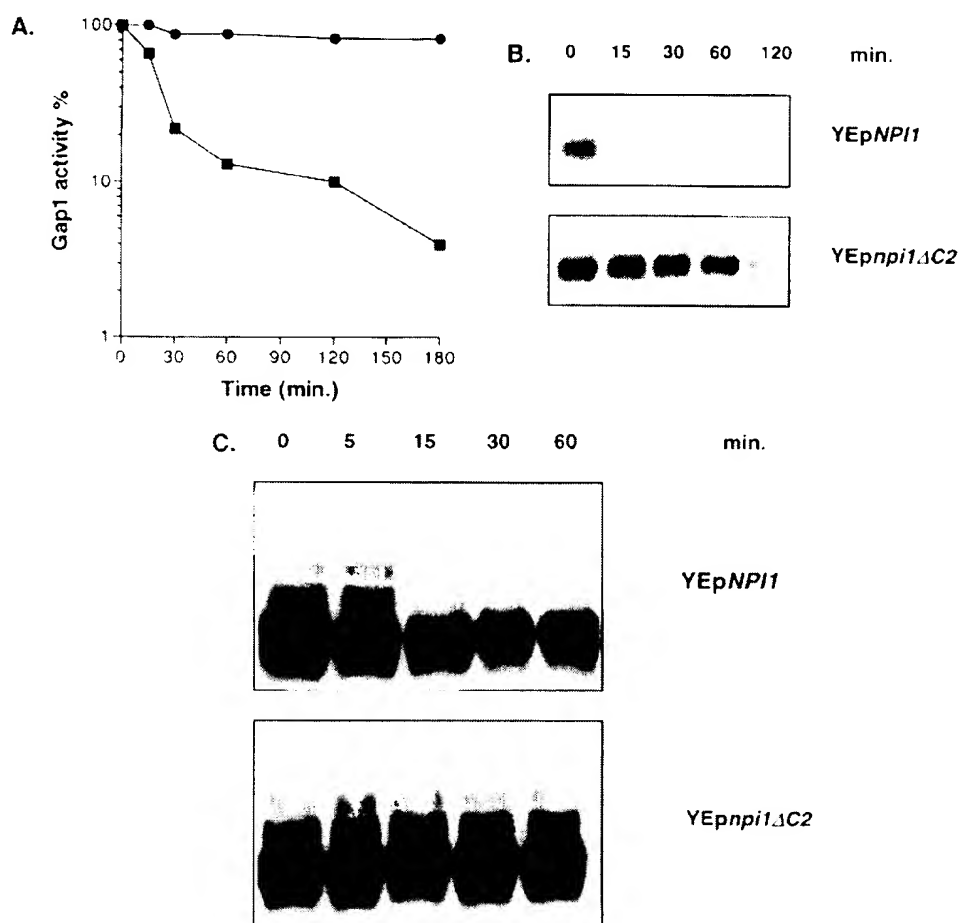 A.
Gap1 activity %
100
10
1
0 30 60 90 120 150 180
Time (min.)
B.
0 15 30 60 120 min.
YEpNPI1
YEpnpi1ΔC2
C.
0 5 15 30 60 min.
YEpNPI1
YEpnpi1ΔC2